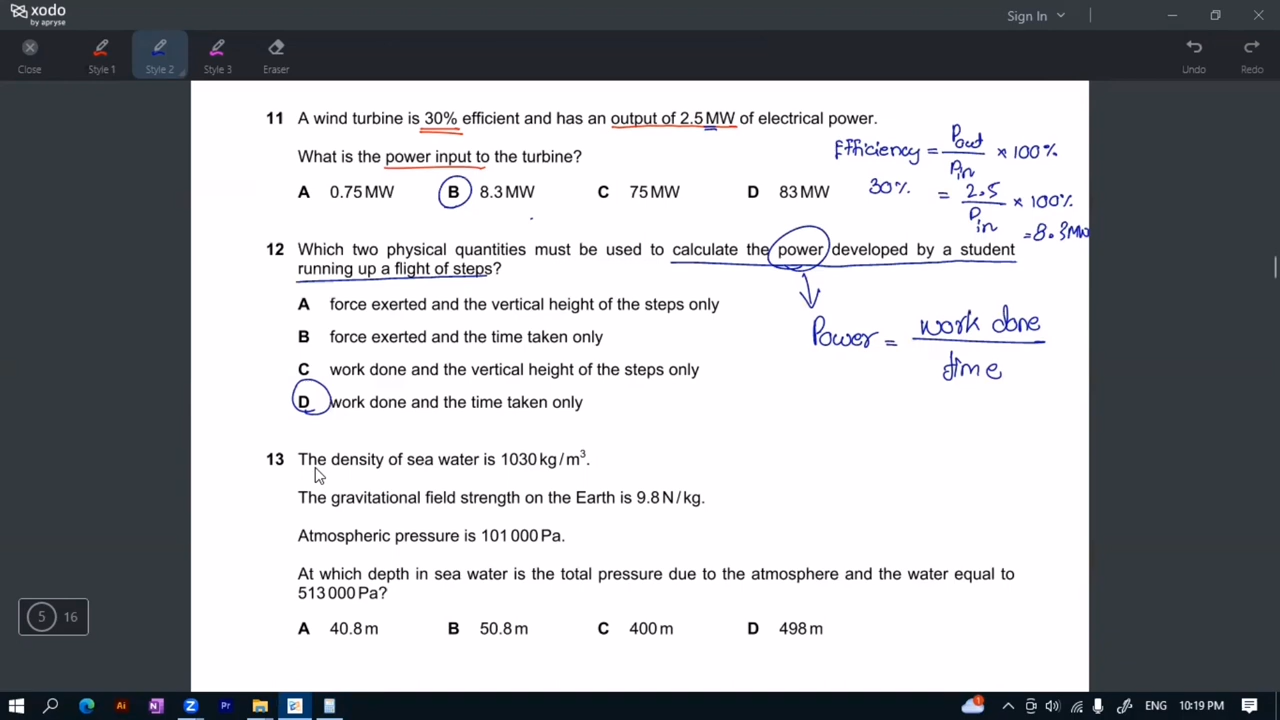 xodo
by apryse
Sign In
Close
Style 1
Style 2
Style 3
Eraser
Undo
Redo
11 A wind turbine is 30% efficient and has an output of 2.5 MW of electrical power.
What is the power input to the turbine?
A 0.75 MW B 8.3 MW C 75 MW D 83 MW
Efficiency = Pout / Pin × 100%
30% = 2.5 / Pin × 100%
= 8.3MW
12 Which two physical quantities must be used to calculate the power developed by a student
running up a flight of steps?
A force exerted and the vertical height of the steps only
B force exerted and the time taken only
C work done and the vertical height of the steps only
D work done and the time taken only
Power = work done / time
13 The density of sea water is 1030 kg / m³.
The gravitational field strength on the Earth is 9.8 N / kg.
Atmospheric pressure is 101 000 Pa.
At which depth in sea water is the total pressure due to the atmosphere and the water equal to
513 000 Pa?
A 40.8 m B 50.8 m C 400 m D 498 m
5 16
1
ENG 10:19 PM